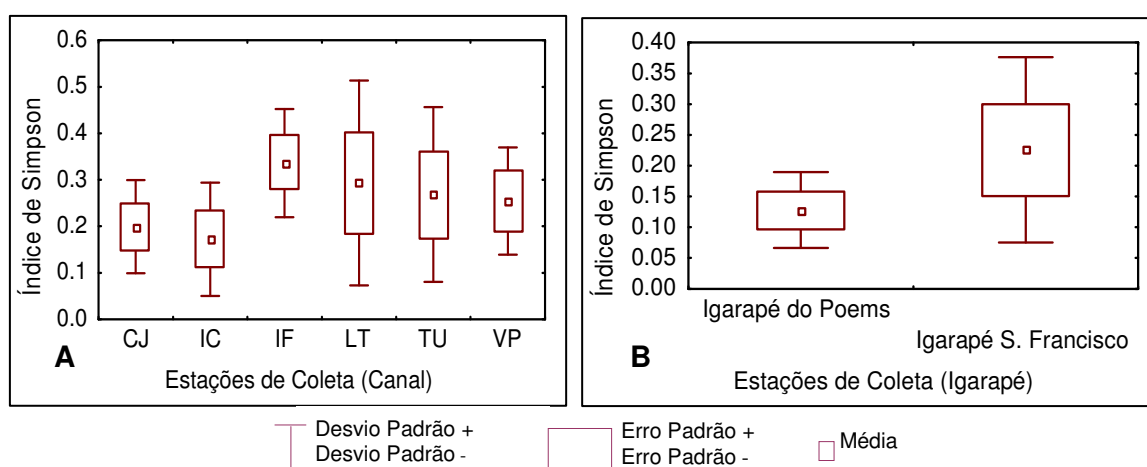 Índice de Simpson
0.6
0.5
0.4
0.3
0.2
0.1
0.0
CJ IC IF LT TU VP
A
Estações de Coleta (Canal)
Índice de Simpson
0.40
0.35
0.30
0.25
0.20
0.15
0.10
0.05
0.00
Igarapé do Poems
Igarapé S. Francisco
B
Estações de Coleta (Igarapé)
Desvio Padrão +
Desvio Padrão -
Erro Padrão +
Erro Padrão -
Média